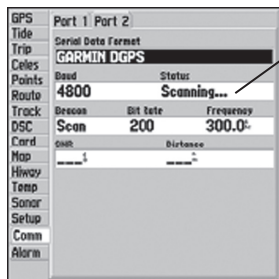 GPS
Tide
Trip
Celes
Points
Route
Track
DSC
Card
Map
Hiway
Temp
Sonar
Setup
Comm
Alarm
Port 1 Port 2
Serial Data Format
GARMIN DGPS
Baud Status
4800 Scanning...
Beacon Bit Rate Frequency
Scan 200 300.0
SNR Distance